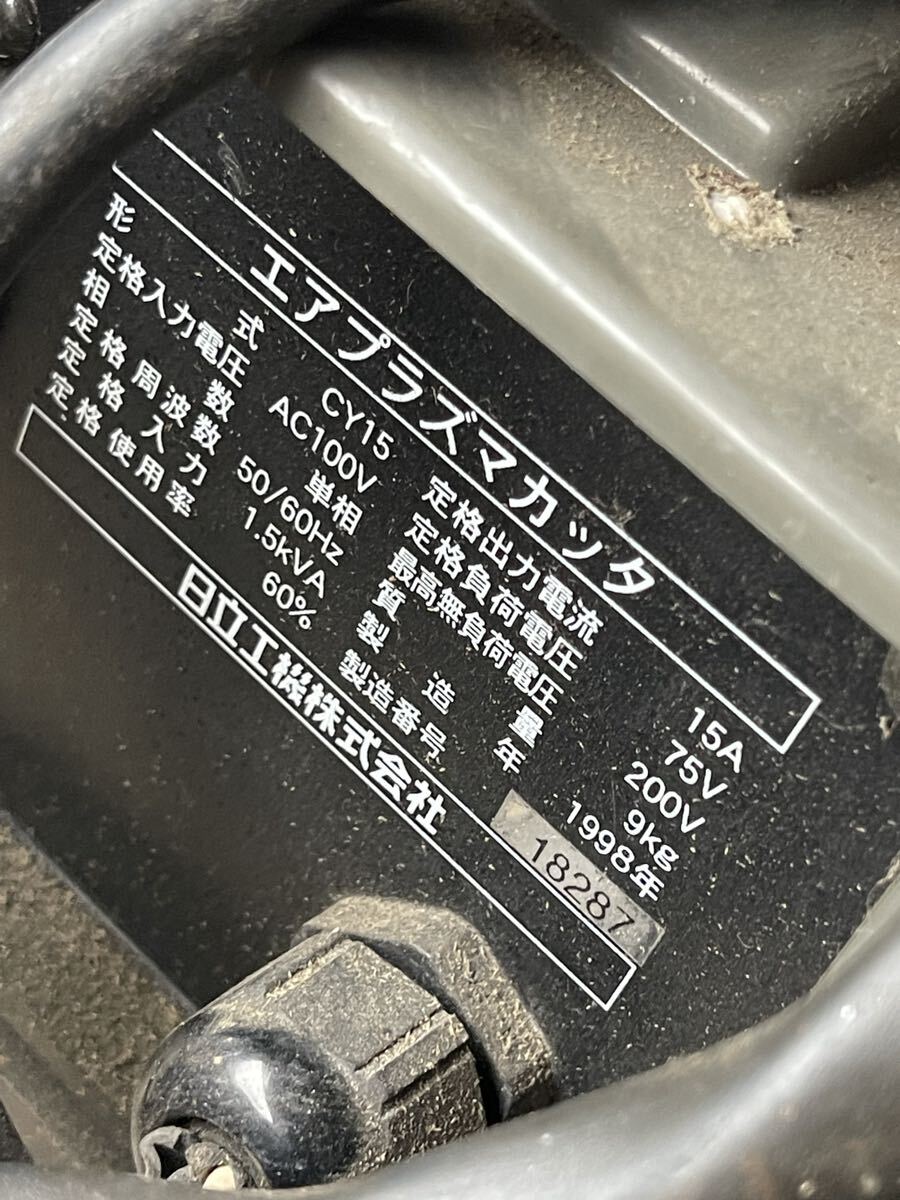 エアプラズマカッタ
形式 CY15 定格出力電流 15A
定格入力電圧 AC100V 定格負荷電圧 75V
相数 単相 最高無負荷電圧 200V
定格周波数 50/60Hz 質量 9kg
定格入力 1.5kVA 製造年 1998年
定格使用率 60% 製造番号 18287
日立工機株式会社